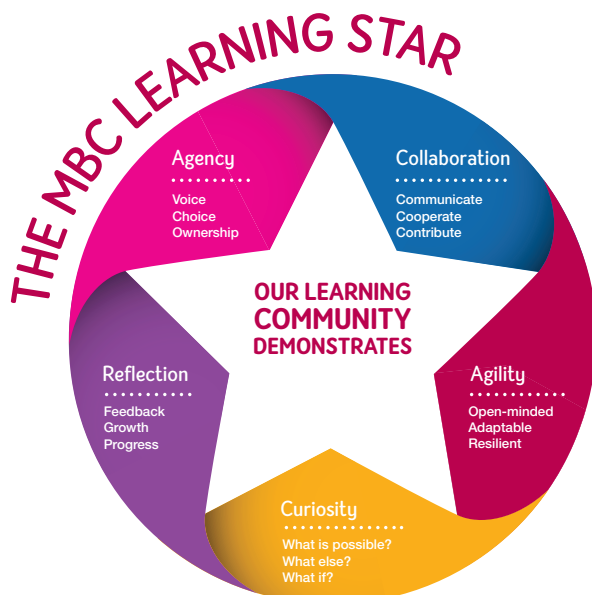 THE MBC LEARNING STAR
Agency
Voice
Choice
Ownership
Collaboration
Communicate
Cooperate
Contribute
OUR LEARNING
COMMUNITY
DEMONSTRATES
Reflection
Feedback
Growth
Progress
Agility
Open-minded
Adaptable
Resilient
Curiosity
What is possible?
What else?
What if?